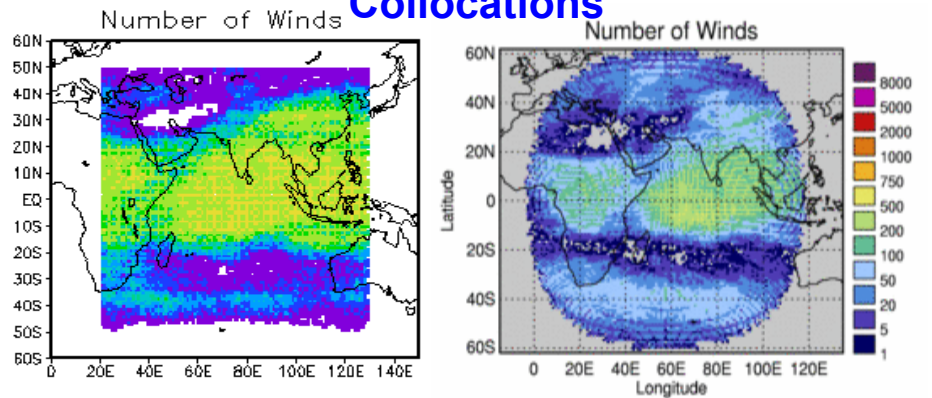 Collocations
Number of Winds
60N
50N
40N
30N
20N
10N
EQ
10S
20S
30S
40S
50S
60S
0 20E 40E 60E 80E 100E 120E 140E
Number of Winds
60N
40N
20N
0
20S
40S
60S
Latitude
0 20E 40E 60E 80E 100E 120E
Longitude
8000
5000
2000
1000
750
500
200
100
50
20
5
1